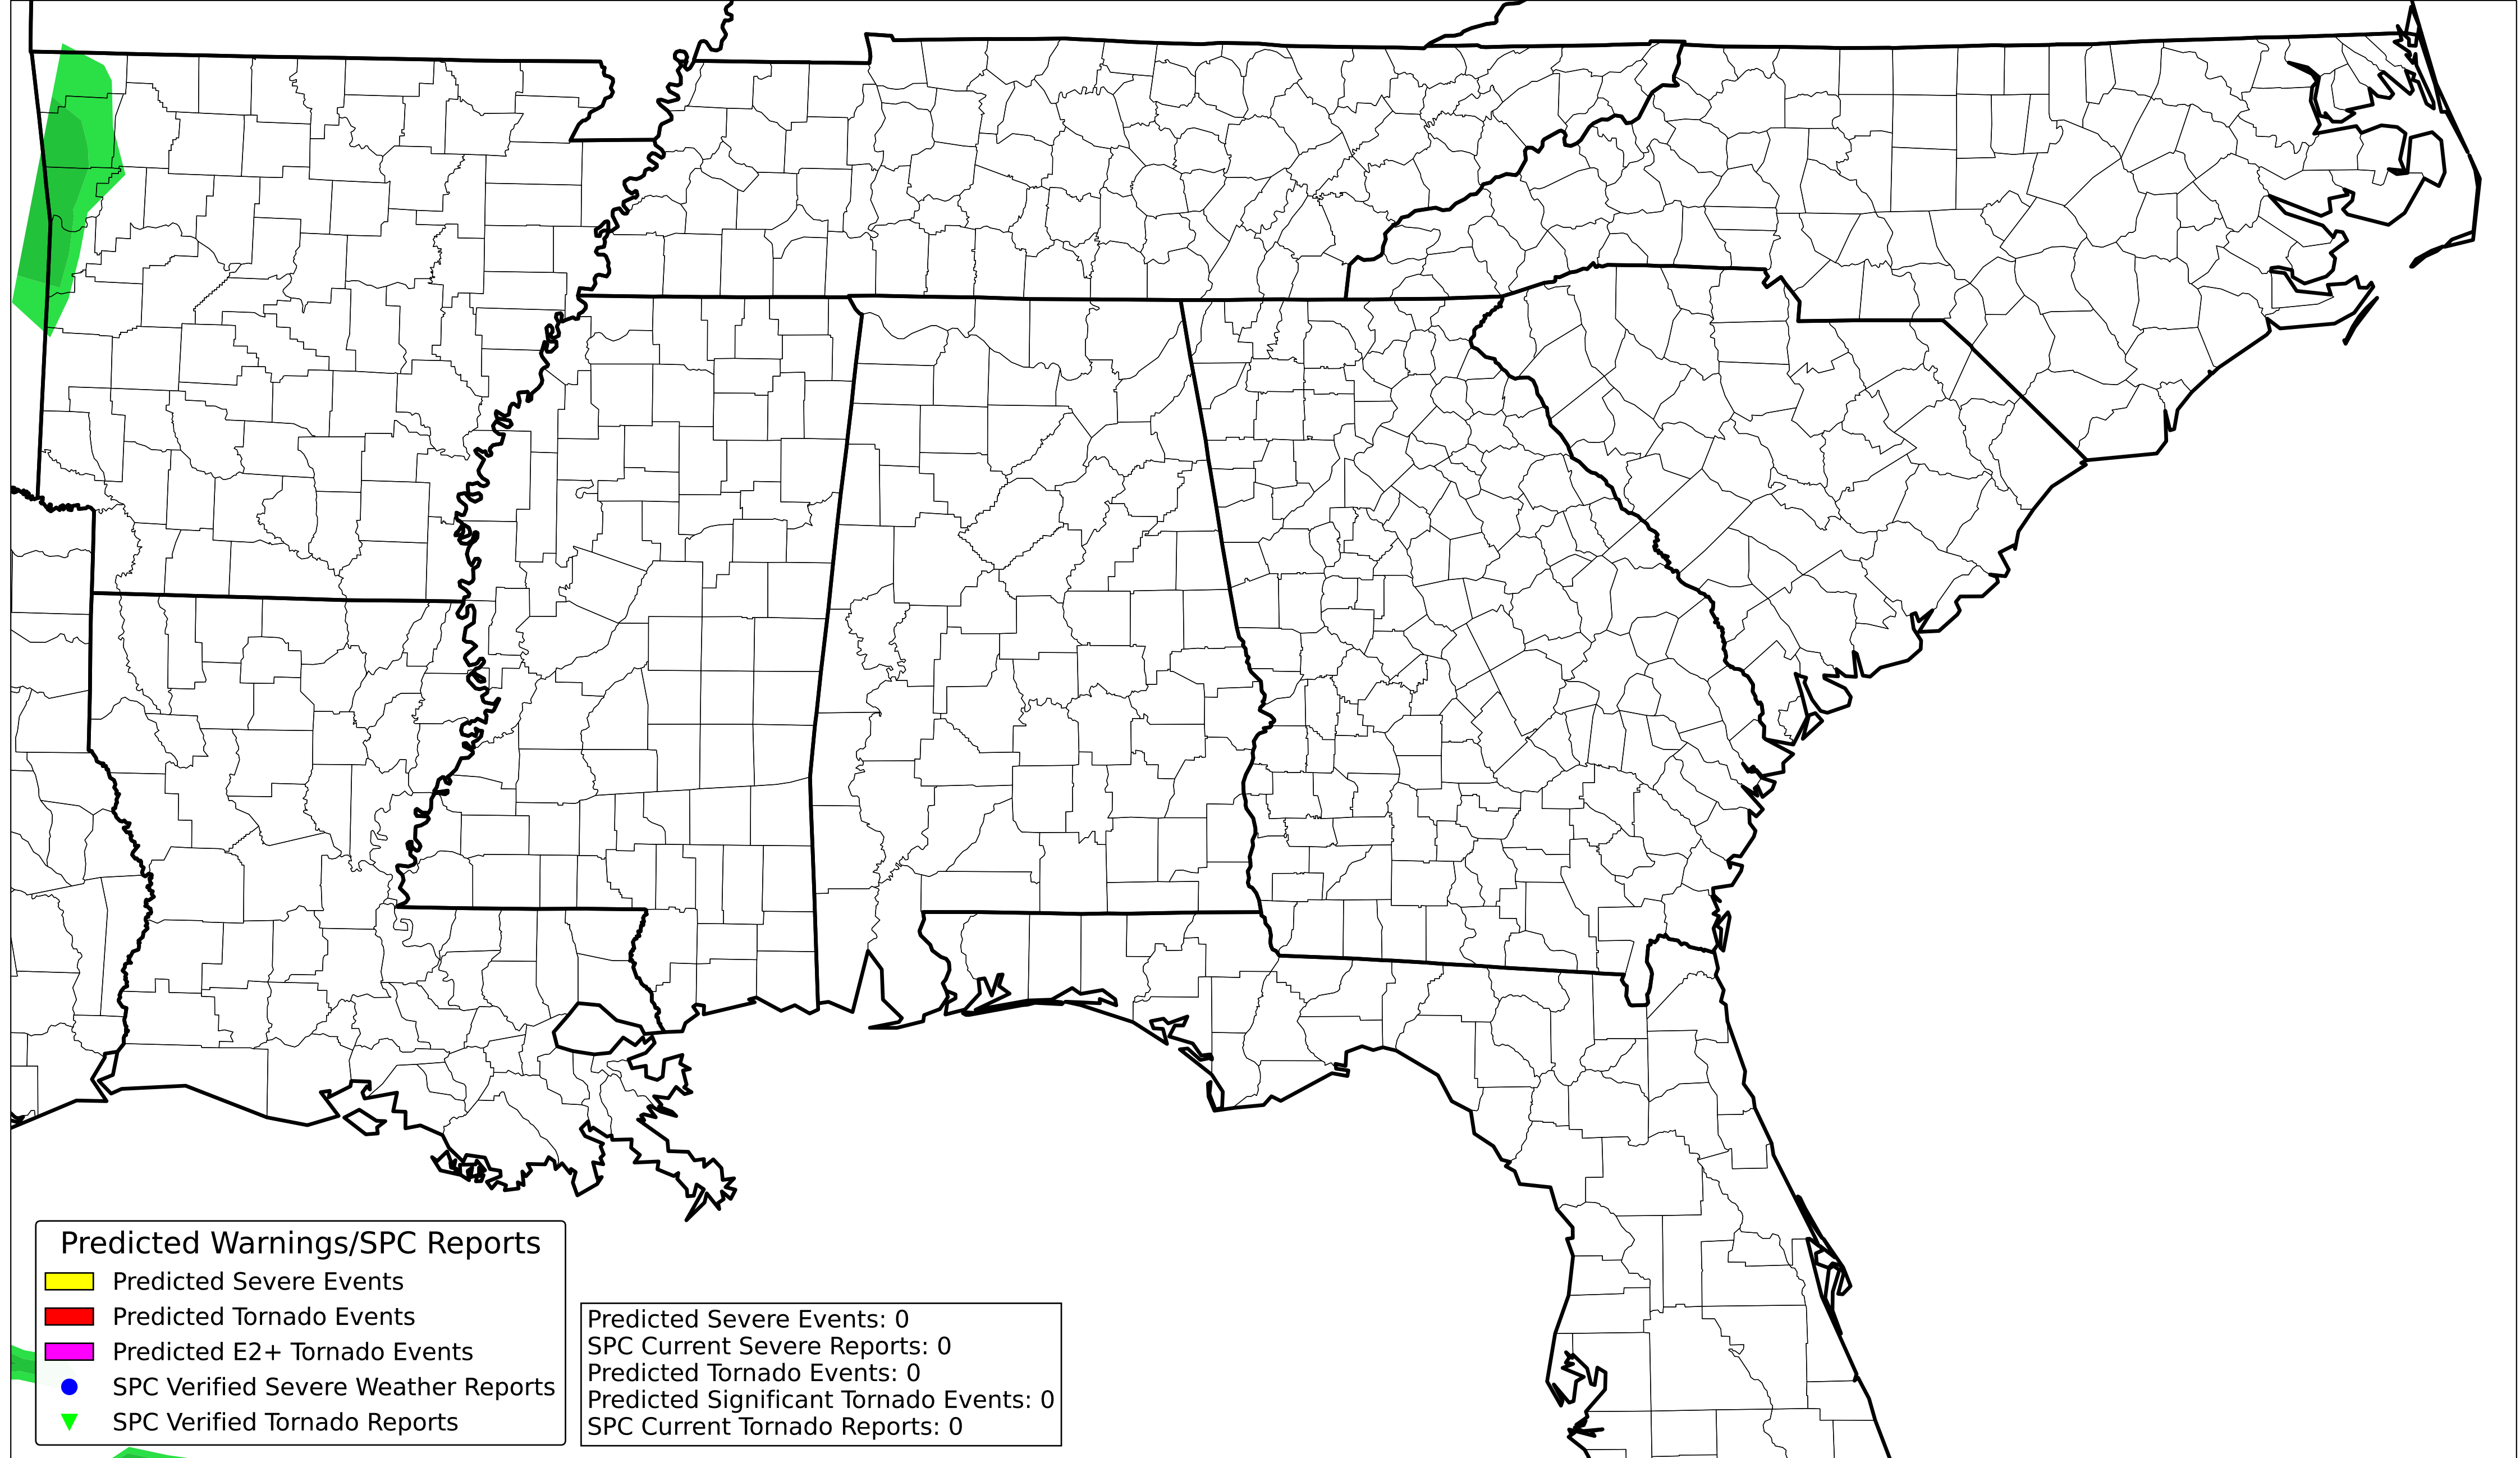 Predicted Warnings/SPC Reports
Predicted Severe Events
Predicted Tornado Events
Predicted E2+ Tornado Events
SPC Verified Severe Weather Reports
SPC Verified Tornado Reports
Predicted Severe Events: 0
SPC Current Severe Reports: 0
Predicted Tornado Events: 0
Predicted Significant Tornado Events: 0
SPC Current Tornado Reports: 0